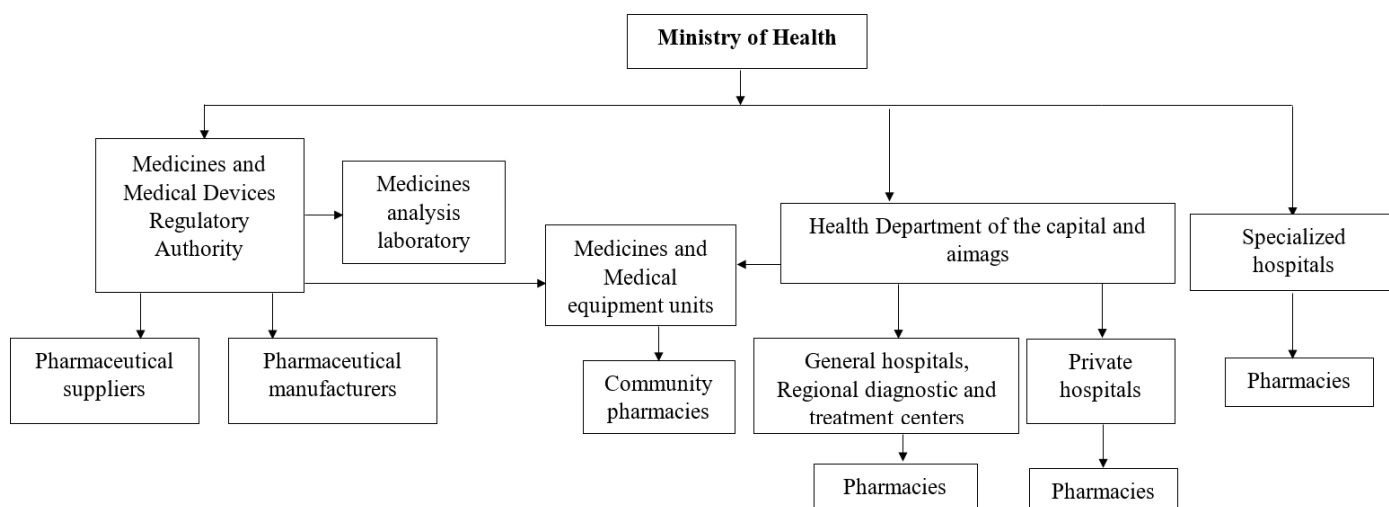 Ministry of Health
Medicines and
Medical Devices
Regulatory
Authority
Medicines
analysis
laboratory
Medicines and
Medical
equipment units
Health Department of the capital and
aimags
Specialized
hospitals
Pharmaceutical
suppliers
Pharmaceutical
manufacturers
Community
pharmacies
General hospitals,
Regional diagnostic and
treatment centers
Private
hospitals
Pharmacies
Pharmacies
Pharmacies